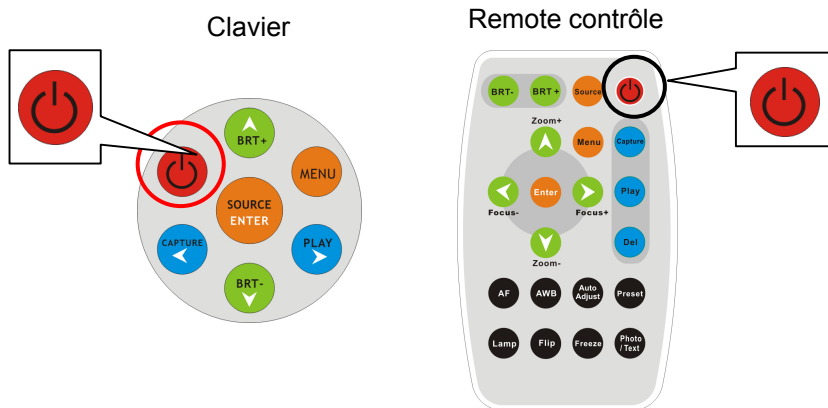 Clavier
BRT+
MENU
SOURCE
ENTER
CAPTURE
PLAY
BRT-
Remote contrôle
BRT-
BRT+
Source
Zoom+
Menu
Capture
Enter
Play
Focus-
Focus+
Del
Zoom-
AF
AWB
Auto
Adjust
Preset
Lamp
Flip
Freeze
Photo
/ Text